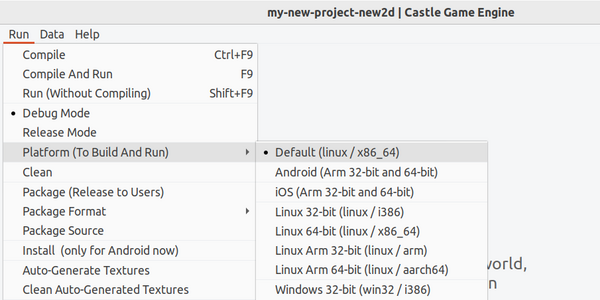 my-new-project-new2d | Castle Game Engine
Run Data Help
Compile Ctrl+F9
Compile And Run F9
Run (Without Compiling) Shift+F9
Debug Mode
Release Mode
Platform (To Build And Run)
Default (linux / x86_64)
Clean
Android (Arm 32-bit and 64-bit)
Package (Release to Users)
iOS (Arm 32-bit and 64-bit)
Package Format
Linux 32-bit (linux / i386)
Package Source
Linux 64-bit (linux / x86_64)
Install (only for Android now)
Linux Arm 32-bit (linux / arm)
Auto-Generate Textures
Linux Arm 64-bit (linux / aarch64)
Clean Auto-Generated Textures
Windows 32-bit (win32 / i386)